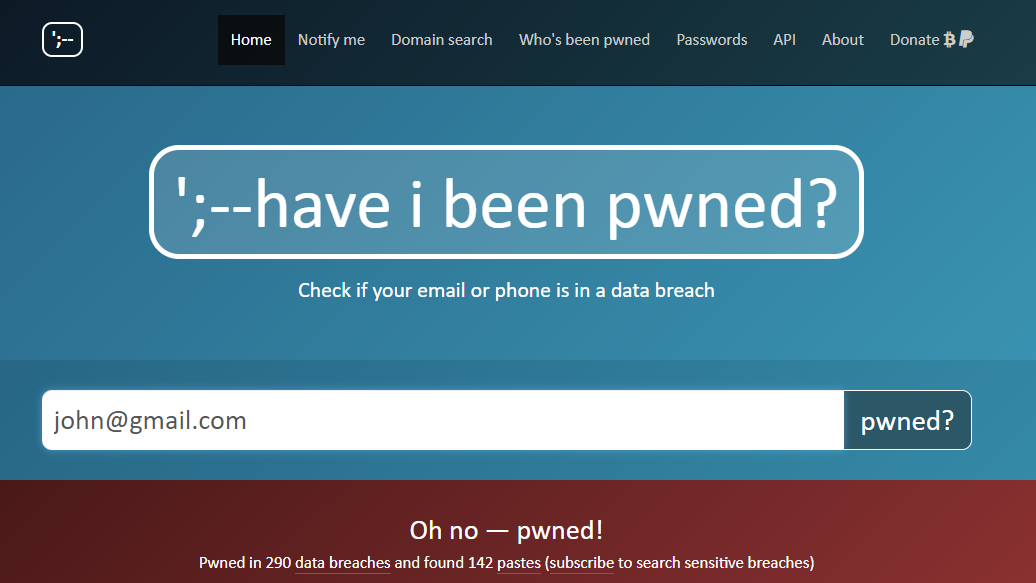 ';--
Home Notify me Domain search Who's been pwned Passwords API About Donate
';--have i been pwned?
Check if your email or phone is in a data breach
john@gmail.com pwned?
Oh no — pwned!
Pwned in 290 data breaches and found 142 pastes (subscribe to search sensitive breaches)